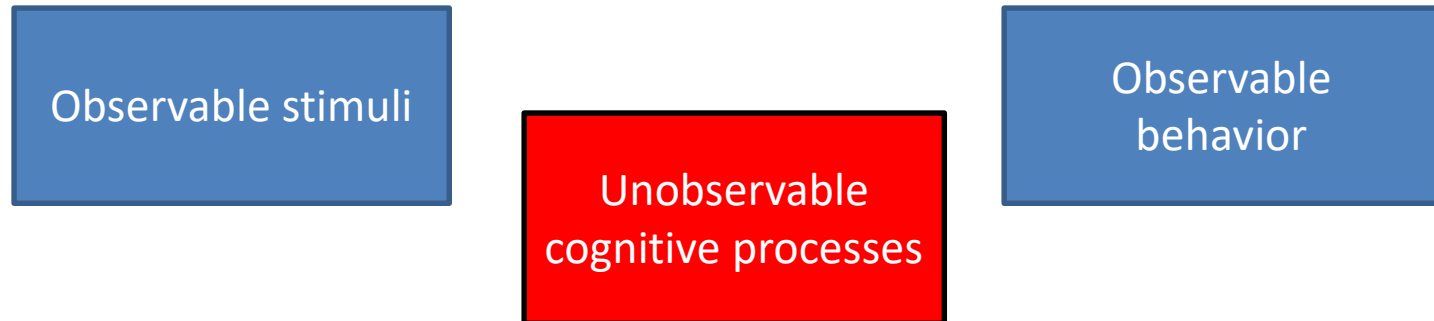 Observable stimuli
Unobservable
cognitive processes
Observable
behavior